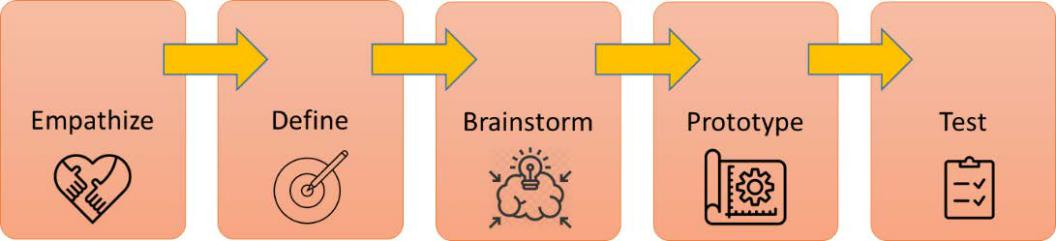 Empathize
Define
Brainstorm
Prototype
Test